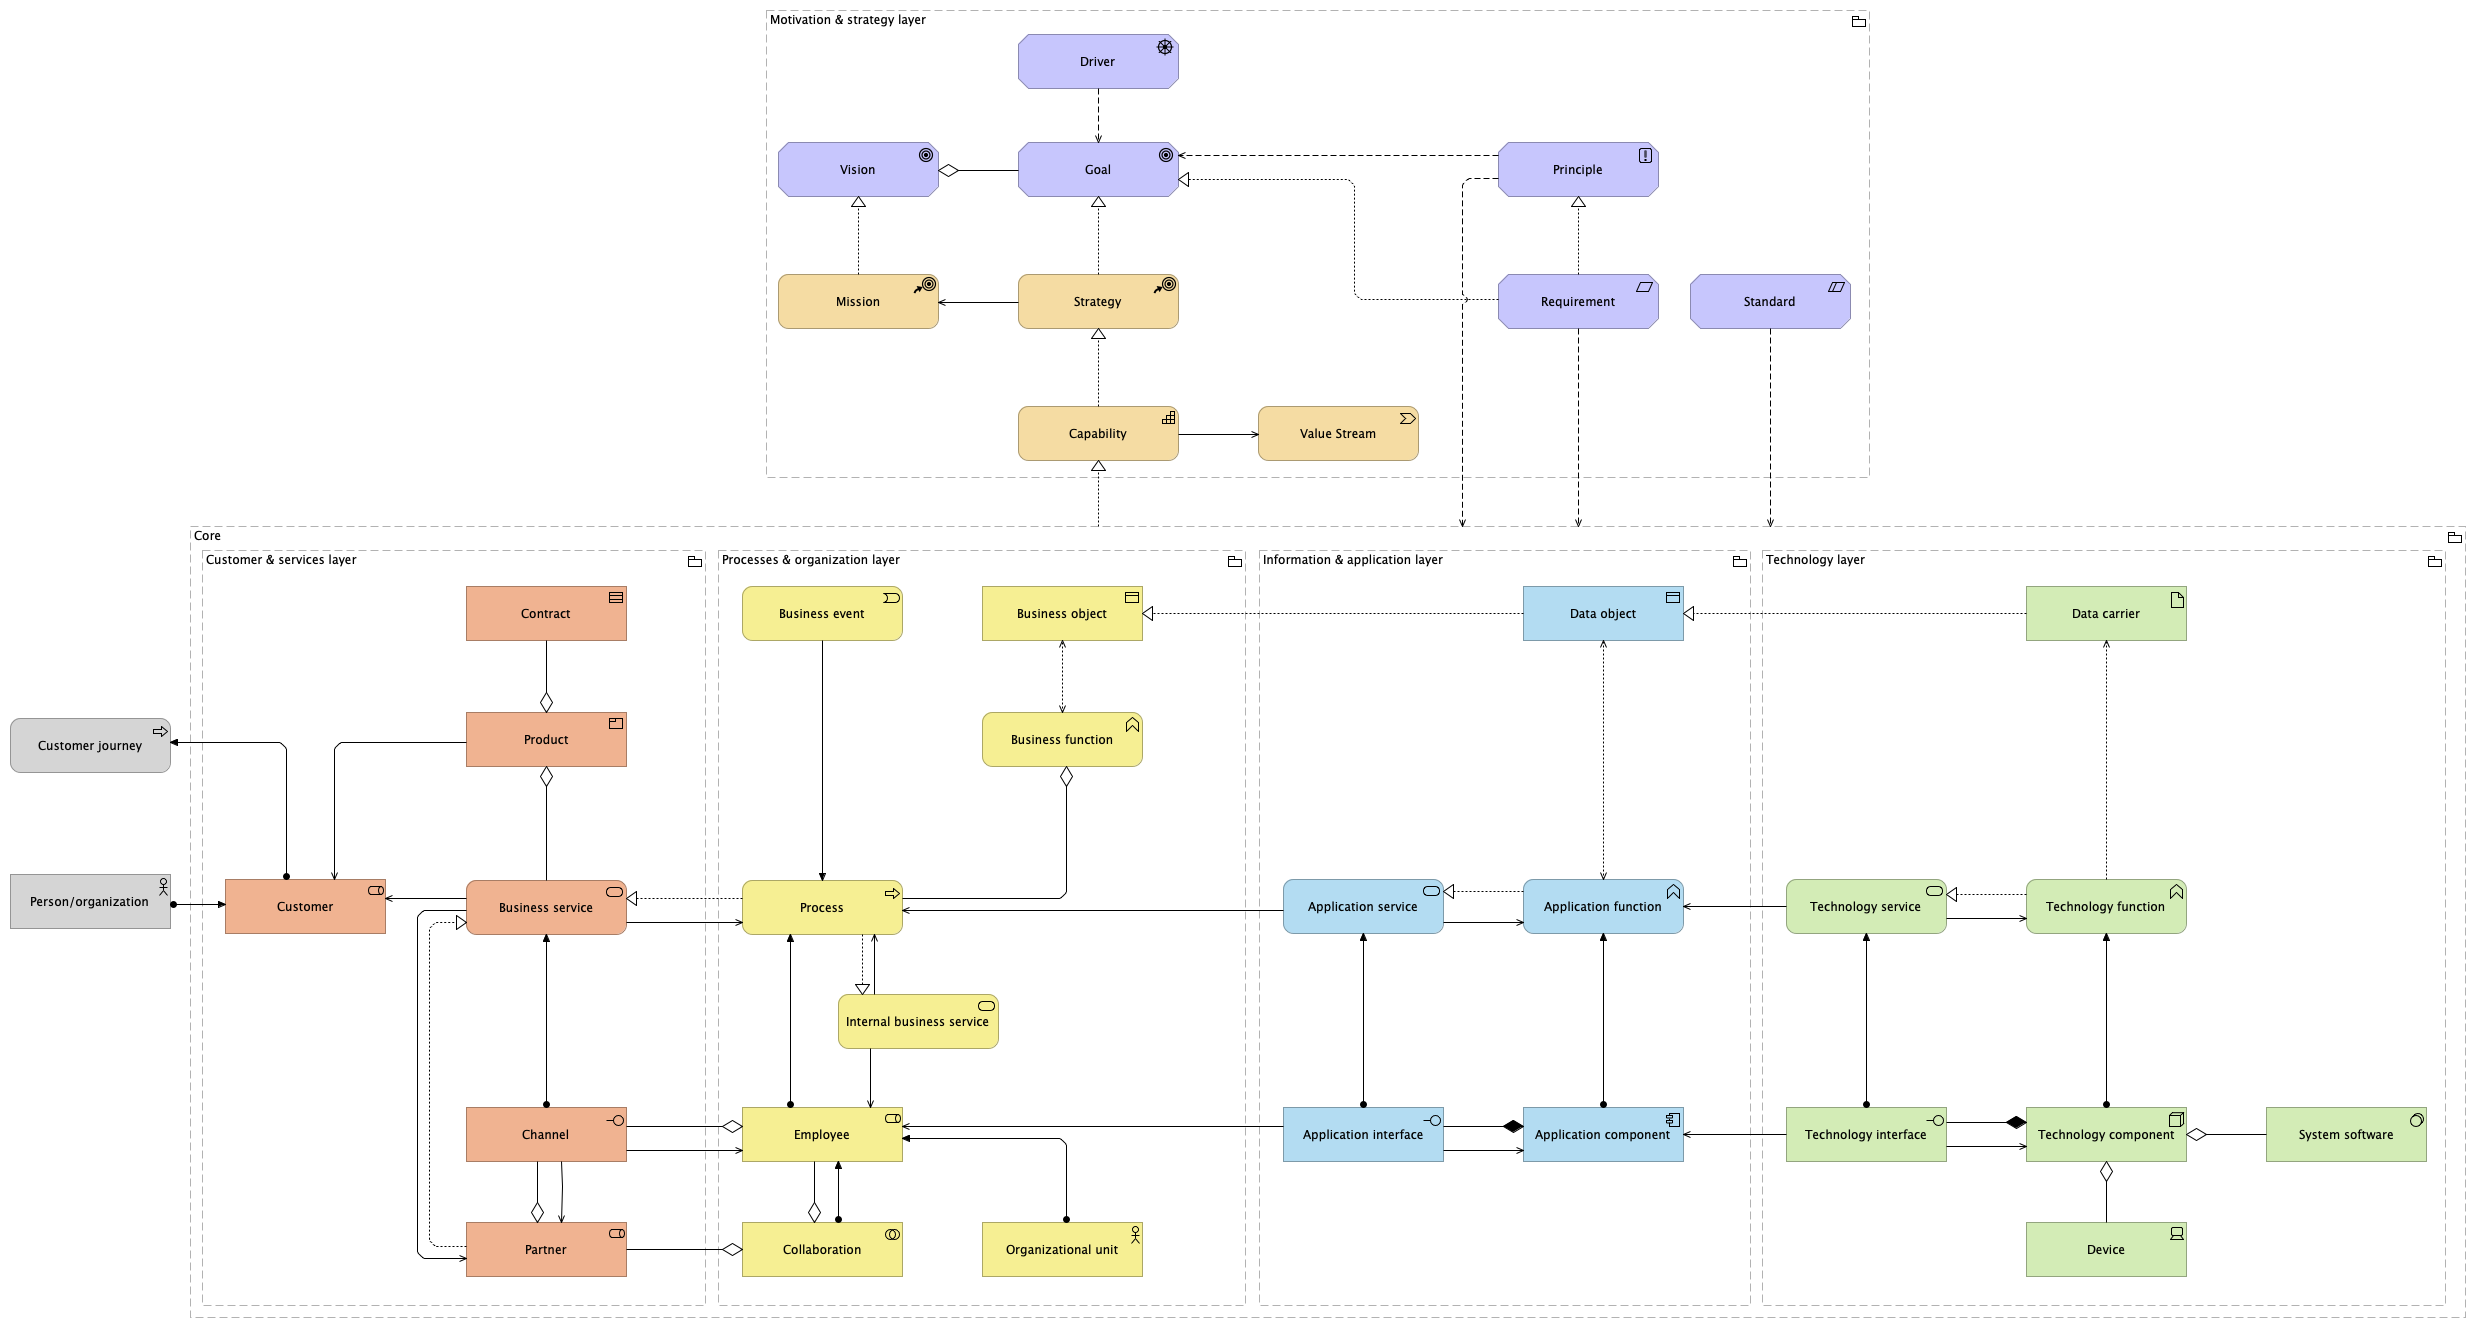 Motivation & strategy layer
Driver
Vision
Goal
Principle
Mission
Strategy
Requirement
Standard
Capability
Value Stream
Core
Customer & services layer
Processes & organization layer
Information & application layer
Technology layer
Contract
Business event
Business object
Data object
Data carrier
Customer journey
Product
Business function
Person/organization
Customer
Business service
Process
Application service
Application function
Technology service
Technology function
Internal business service
Channel
Employee
Application interface
Application component
Technology interface
Technology component
System software
Partner
Collaboration
Organizational unit
Device